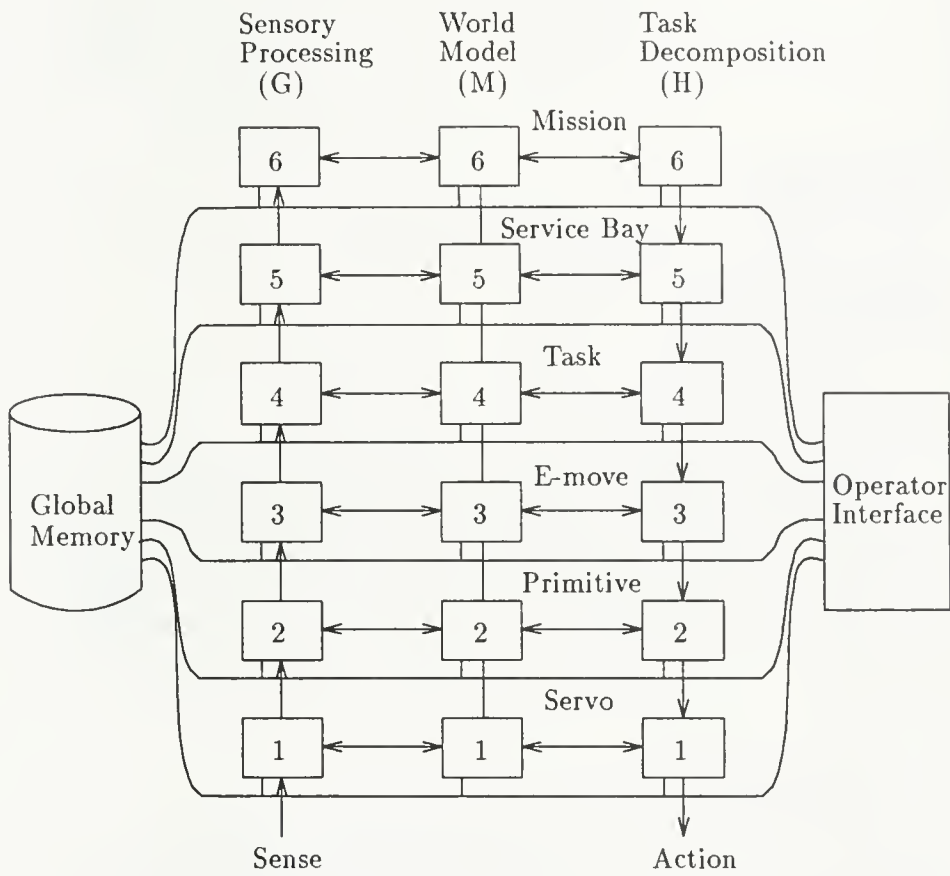 Sensory
Processing
(G)
World
Model
(M)
Task
Decomposition
(H)
Mission
6
6
6
Service Bay
5
5
5
Task
4
4
4
E-move
3
3
3
Global
Memory
Operator
Interface
Primitive
2
2
2
Servo
1
1
1
Sense
Action